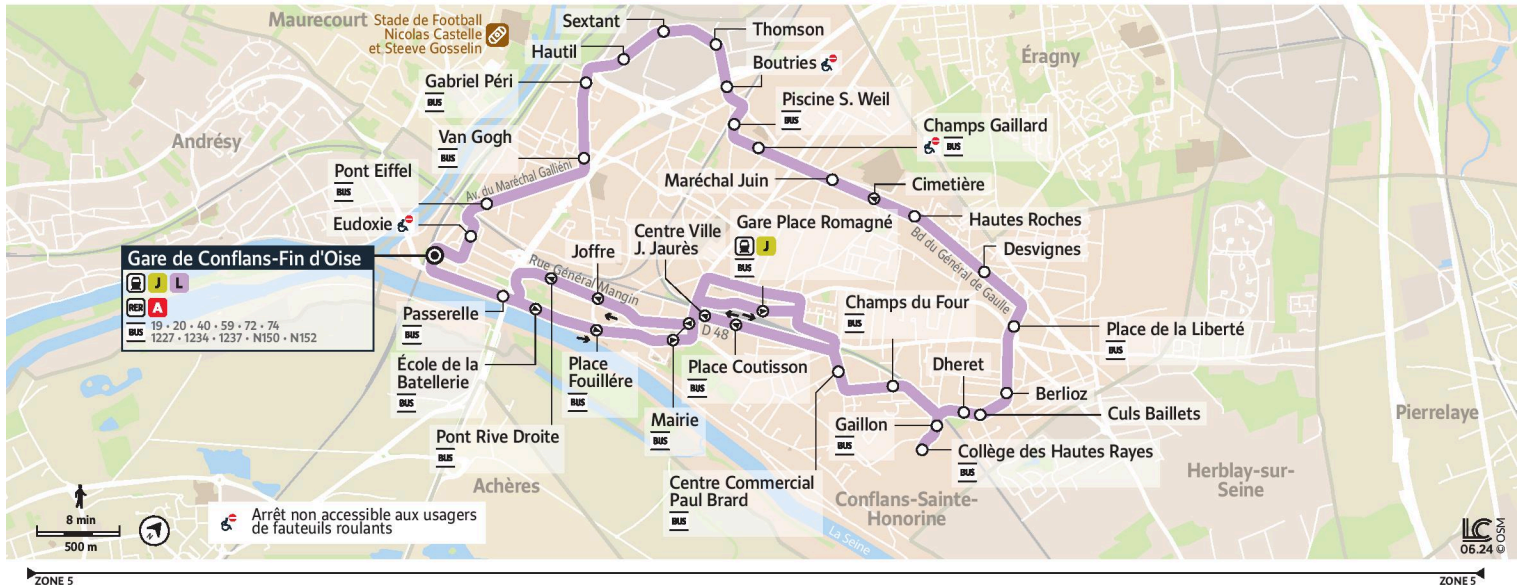 Maurecourt
Stade de Football
Nicolas Castelle
et Steeve Gosselin
Sextant
Thomson
Hautil
Boutries
Éragny
Gabriel Péri
BUS
Piscine S. Weil
BUS
Andrésy
Champs Gaillard
BUS
Van Gogh
BUS
Av. du Maréchal Galliéni
Pont Eiffel
BUS
Maréchal Juin
Cimetière
Eudoxie
Hautes Roches
Gare Place Romagné
J
BUS
Centre Ville
J. Jaurès
Desvignes
Bd du Général de Gaulle
Gare de Conflans-Fin d'Oise
J L
RER A
BUS
19 • 20 • 40 • 59 • 72 • 74
1227 • 1234 • 1237 • N150 • N152
Joffre
Rue Général Mangin
Champs du Four
BUS
Passerelle
D 48
Place de la Liberté
BUS
École de la
Batellerie
BUS
Place
Fouillére
BUS
Place Coutisson
BUS
Dheret
Berlioz
Culs Baillets
Pierrelaye
Mairie
BUS
Gaillon
BUS
Pont Rive Droite
BUS
Collège des Hautes Rayes
BUS
Centre Commercial
Paul Brard
BUS
Achères
Conflans-Sainte-
Honorine
Herblay-sur-
Seine
La Seine
8 min
500 m
N
Arrêt non accessible aux usagers
de fauteuils roulants
LC
06.24
© OSM
ZONE 5
ZONE 5